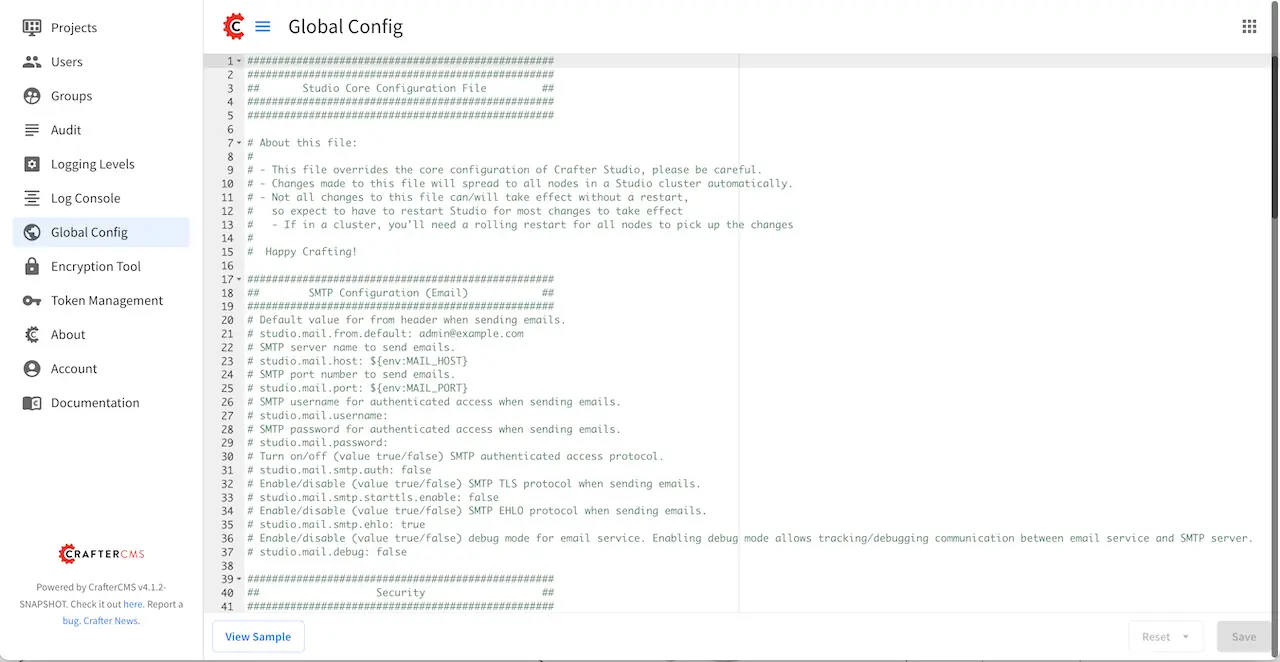 Projects
Users
Groups
Audit
Logging Levels
Log Console
Global Config
Encryption Tool
Token Management
About
Account
Documentation
CRAFTERCMS
Powered by CrafterCMS v4.1.2-
SNAPSHOT. Check it out here. Report a
bug. Crafter News.
Global Config
1 ##################################################
2 ##################################################
3 ## Studio Core Configuration File ##
4 ##################################################
5 ##################################################
6
7 # About this file:
8 #
9 # - This file overrides the core configuration of Crafter Studio, please be careful.
10 # - Changes made to this file will spread to all nodes in a Studio cluster automatically.
11 # - Not all changes to this file can/will take effect without a restart,
12 # so expect to have to restart Studio for most changes to take effect
13 # - If in a cluster, you'll need a rolling restart for all nodes to pick up the changes
14 #
15 # Happy Crafting!
16
17 ##################################################
18 ## SMTP Configuration (Email) ##
19 ##################################################
20 # Default value for from header when sending emails.
21 # studio.mail.from.default: admin@example.com
22 # SMTP server name to send emails.
23 # studio.mail.host: ${env:MAIL_HOST}
24 # SMTP port number to send emails.
25 # studio.mail.port: ${env:MAIL_PORT}
26 # SMTP username for authenticated access when sending emails.
27 # studio.mail.username:
28 # SMTP password for authenticated access when sending emails.
29 # studio.mail.password:
30 # Turn on/off (value true/false) SMTP authenticated access protocol.
31 # studio.mail.smtp.auth: false
32 # Enable/disable (value true/false) SMTP TLS protocol when sending emails.
33 # studio.mail.smtp.starttls.enable: false
34 # Enable/disable (value true/false) SMTP EHLO protocol when sending emails.
35 # studio.mail.smtp.ehlo: true
36 # Enable/disable (value true/false) debug mode for email service. Enabling debug mode allows tracking/debugging communication between email service and SMTP server.
37 # studio.mail.debug: false
38
39 ##################################################
40 ## Security ##
41 ##################################################
View Sample
Reset
Save